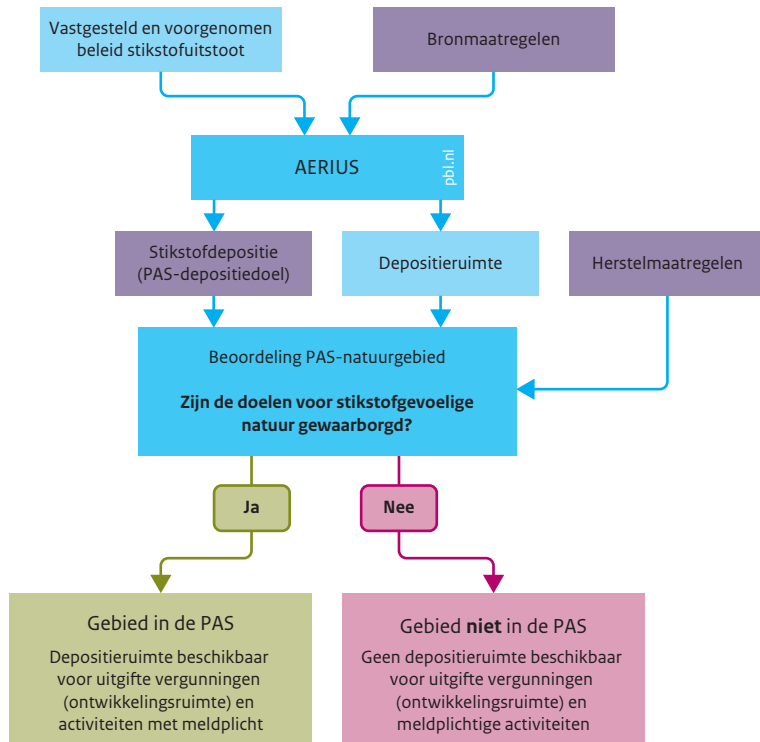 Vastgesteld en voorgenomen
beleid stikstofuitstoot
Bronmaatregelen
AERIUS
pbl.nl
Stikstofdepositie
(PAS-depositiedoel)
Depositieruimte
Herstelmaatregelen
Beoordeling PAS-natuurgebied
Zijn de doelen voor stikstofgevoelige
natuur gewaarborgd?
Ja
Nee
Gebied in de PAS
Depositieruimte beschikbaar
voor uitgifte vergunningen
(ontwikkelingsruimte) en
activiteiten met meldplicht
Gebied niet in de PAS
Geen depositieruimte beschikbaar
voor uitgifte vergunningen
(ontwikkelingsruimte) en
meldplichtige activiteiten